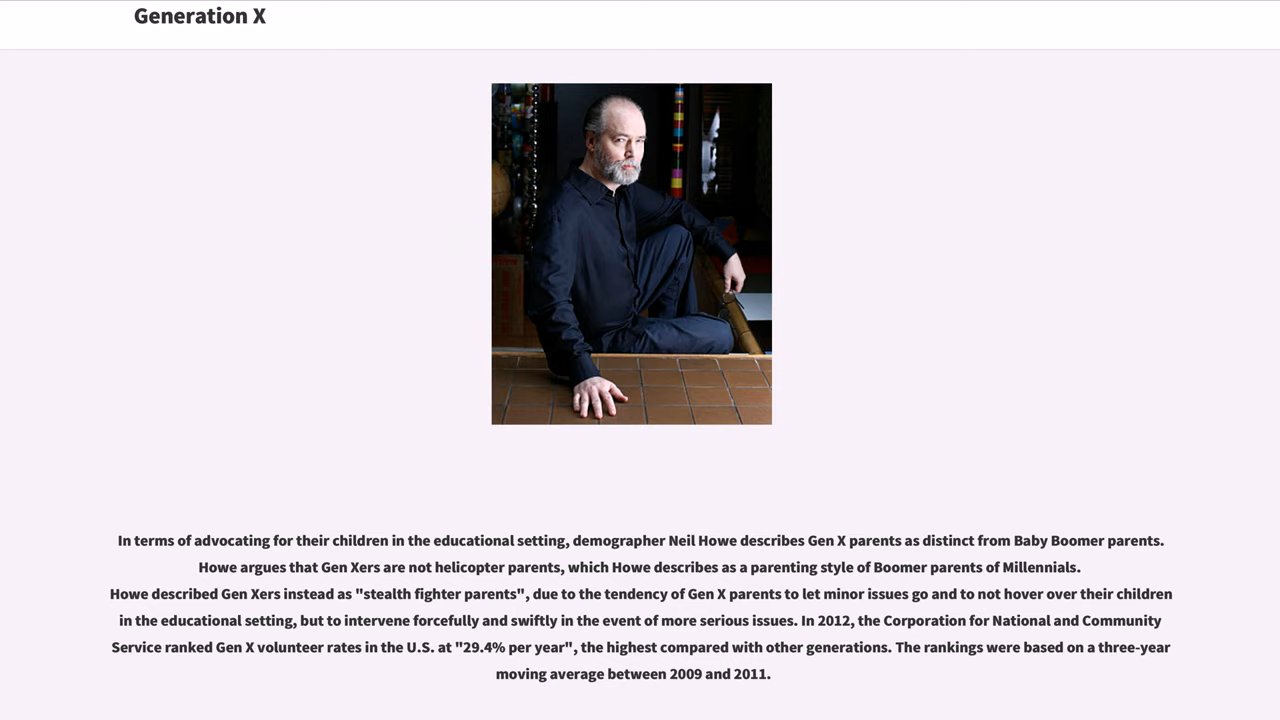 Generation X
In terms of advocating for their children in the educational setting, demographer Neil Howe describes Gen X parents as distinct from Baby Boomer parents.
Howe argues that Gen Xers are not helicopter parents, which Howe describes as a parenting style of Boomer parents of Millennials.
Howe described Gen Xers instead as "stealth fighter parents", due to the tendency of Gen X parents to let minor issues go and to not hover over their children
in the educational setting, but to intervene forcefully and swiftly in the event of more serious issues. In 2012, the Corporation for National and Community
Service ranked Gen X volunteer rates in the U.S. at "29.4% per year", the highest compared with other generations. The rankings were based on a three-year
moving average between 2009 and 2011.